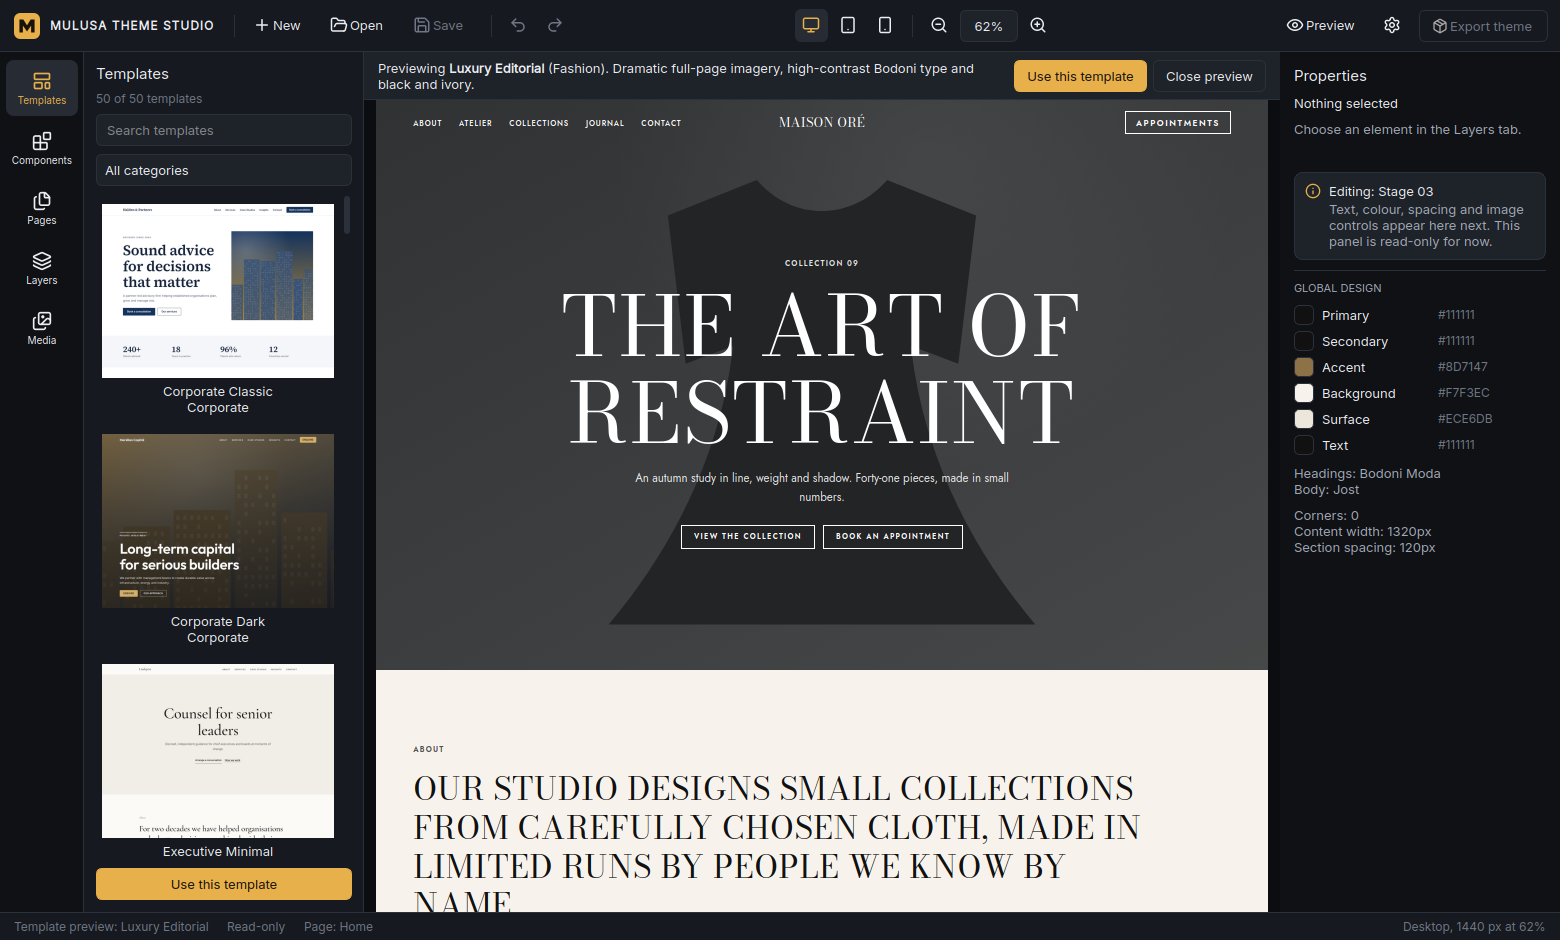 MULUSA THEME STUDIO
New
Open
Save
62%
Preview
Export theme
Templates
Components
Pages
Layers
Media
Templates
50 of 50 templates
Search templates
All categories
Sound advice
for decisions
that matter
240+ 18 96% 12
Corporate Classic
Corporate
Long-term capital
for serious builders
Corporate Dark
Corporate
Counsel for senior
leaders
For two decades we have helped organisations
Executive Minimal
Use this template
Previewing Luxury Editorial (Fashion). Dramatic full-page imagery, high-contrast Bodoni type and
black and ivory.
Use this template
Close preview
ABOUT ATELIER COLLECTIONS JOURNAL CONTACT
MAISON ORÉ
APPOINTMENTS
COLLECTION 09
THE ART OF
RESTRAINT
An autumn study in line, weight and shadow. Forty-one pieces, made in small
numbers.
VIEW THE COLLECTION
BOOK AN APPOINTMENT
ABOUT
OUR STUDIO DESIGNS SMALL COLLECTIONS
FROM CAREFULLY CHOSEN CLOTH, MADE IN
LIMITED RUNS BY PEOPLE WE KNOW BY
NAME
Properties
Nothing selected
Choose an element in the Layers tab.
Editing: Stage 03
Text, colour, spacing and image
controls appear here next. This
panel is read-only for now.
GLOBAL DESIGN
Primary #111111
Secondary #111111
Accent #8D7147
Background #F7F3EC
Surface #ECE6DB
Text #111111
Headings: Bodoni Moda
Body: Jost
Corners: 0
Content width: 1320px
Section spacing: 120px
Template preview: Luxury Editorial
Read-only
Page: Home
Desktop, 1440 px at 62%